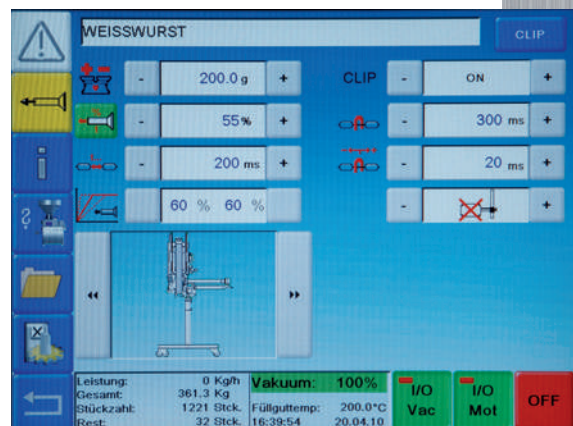 WEISSWURST CLIP
- 200.0 g + CLIP - ON +
- 55% + - 300 ms +
- 200 ms + - 20 ms +
60 % 60 % - +
Leistung: 0 Kg/h Vakuum: 100%
Gesamt: 361.3 Kg
Stückzahl: 1221 Stck. Füllguttemp: 200.0°C
Rest: 32 Stck. 16:39:54 20.04.10
I/O Vac
I/O Mot
OFF